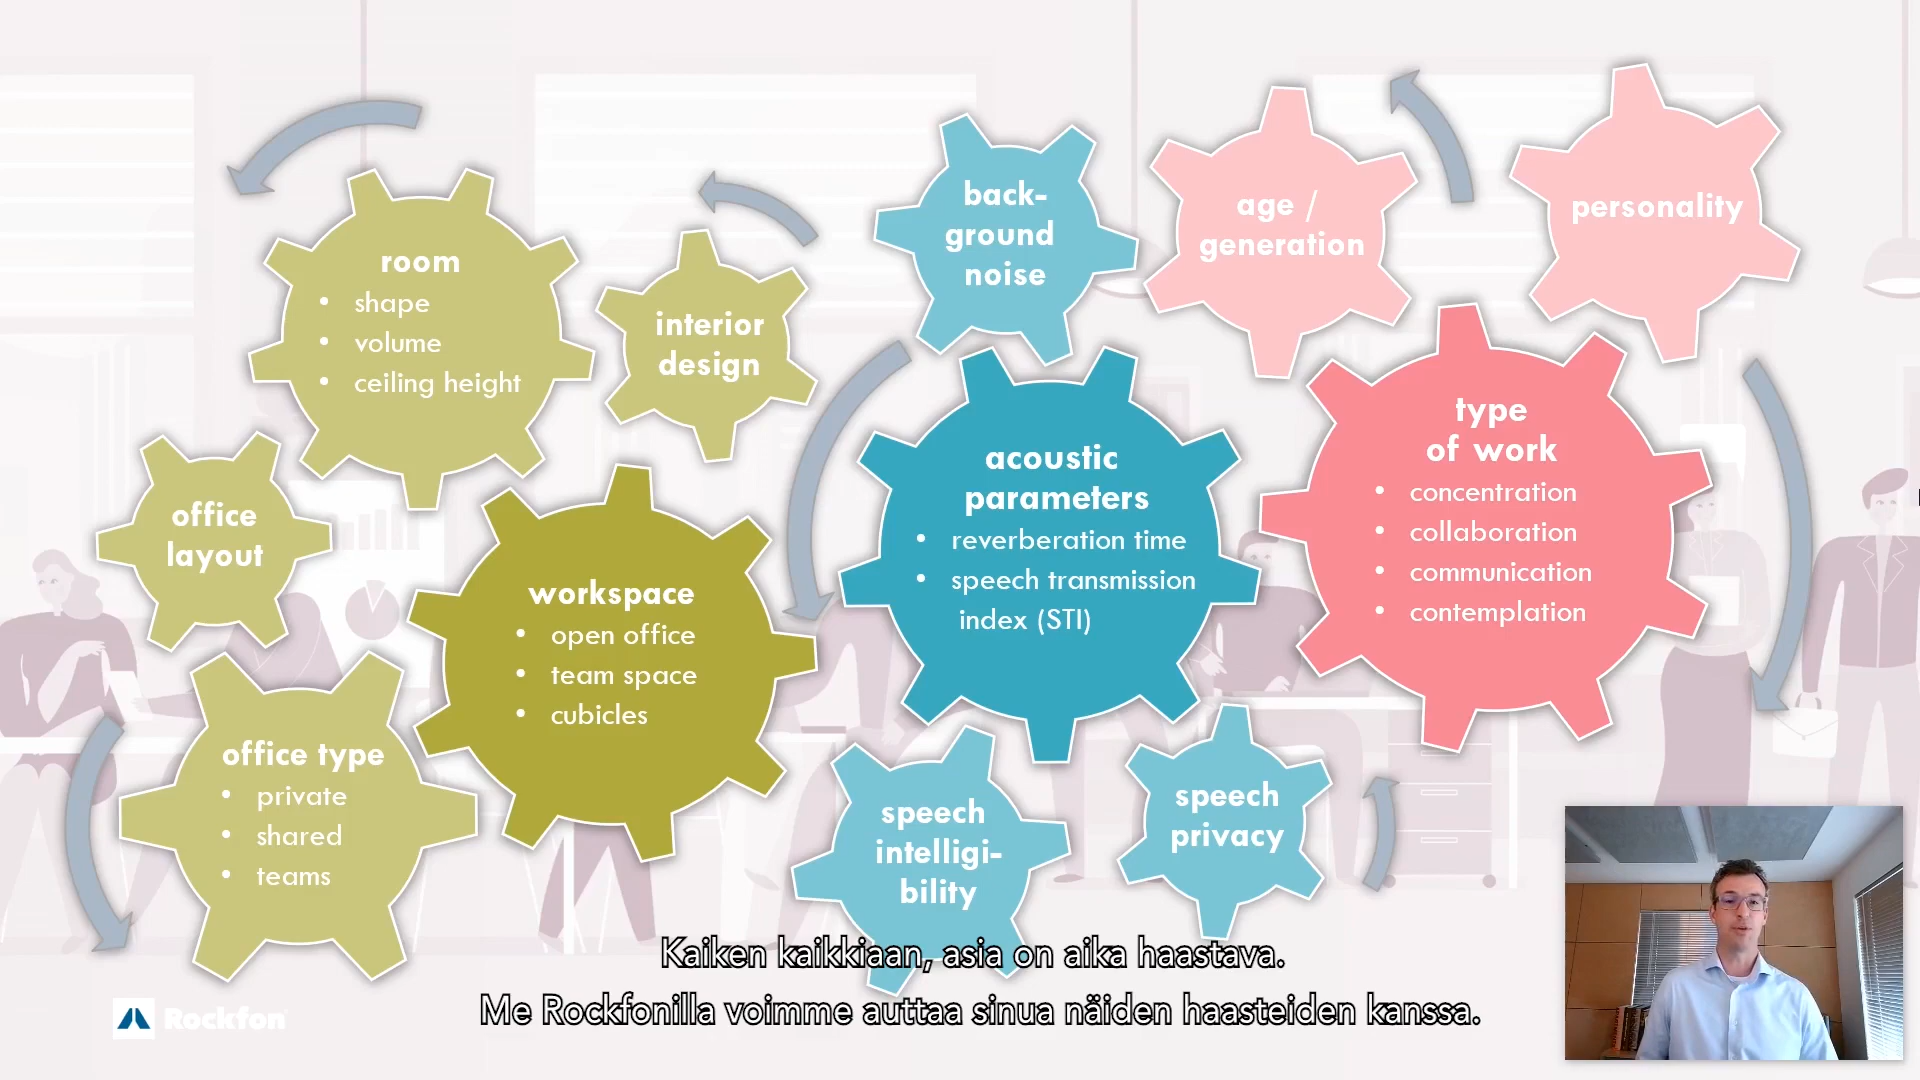 room
• shape
• volume
• ceiling height
interior
design
office
layout
workspace
• open office
• team space
• cubicles
office type
• private
• shared
• teams
back-
ground
noise
acoustic
parameters
• reverberation time
• speech transmission
index (STI)
speech
intelligi-
bility
speech
privacy
age /
generation
personality
type
of work
• concentration
• collaboration
• communication
• contemplation
Kaiken kaikkiaan, asia on aika haastava.
Me Rockfonilla voimme auttaa sinua näiden haasteiden kanssa.
Rockfon